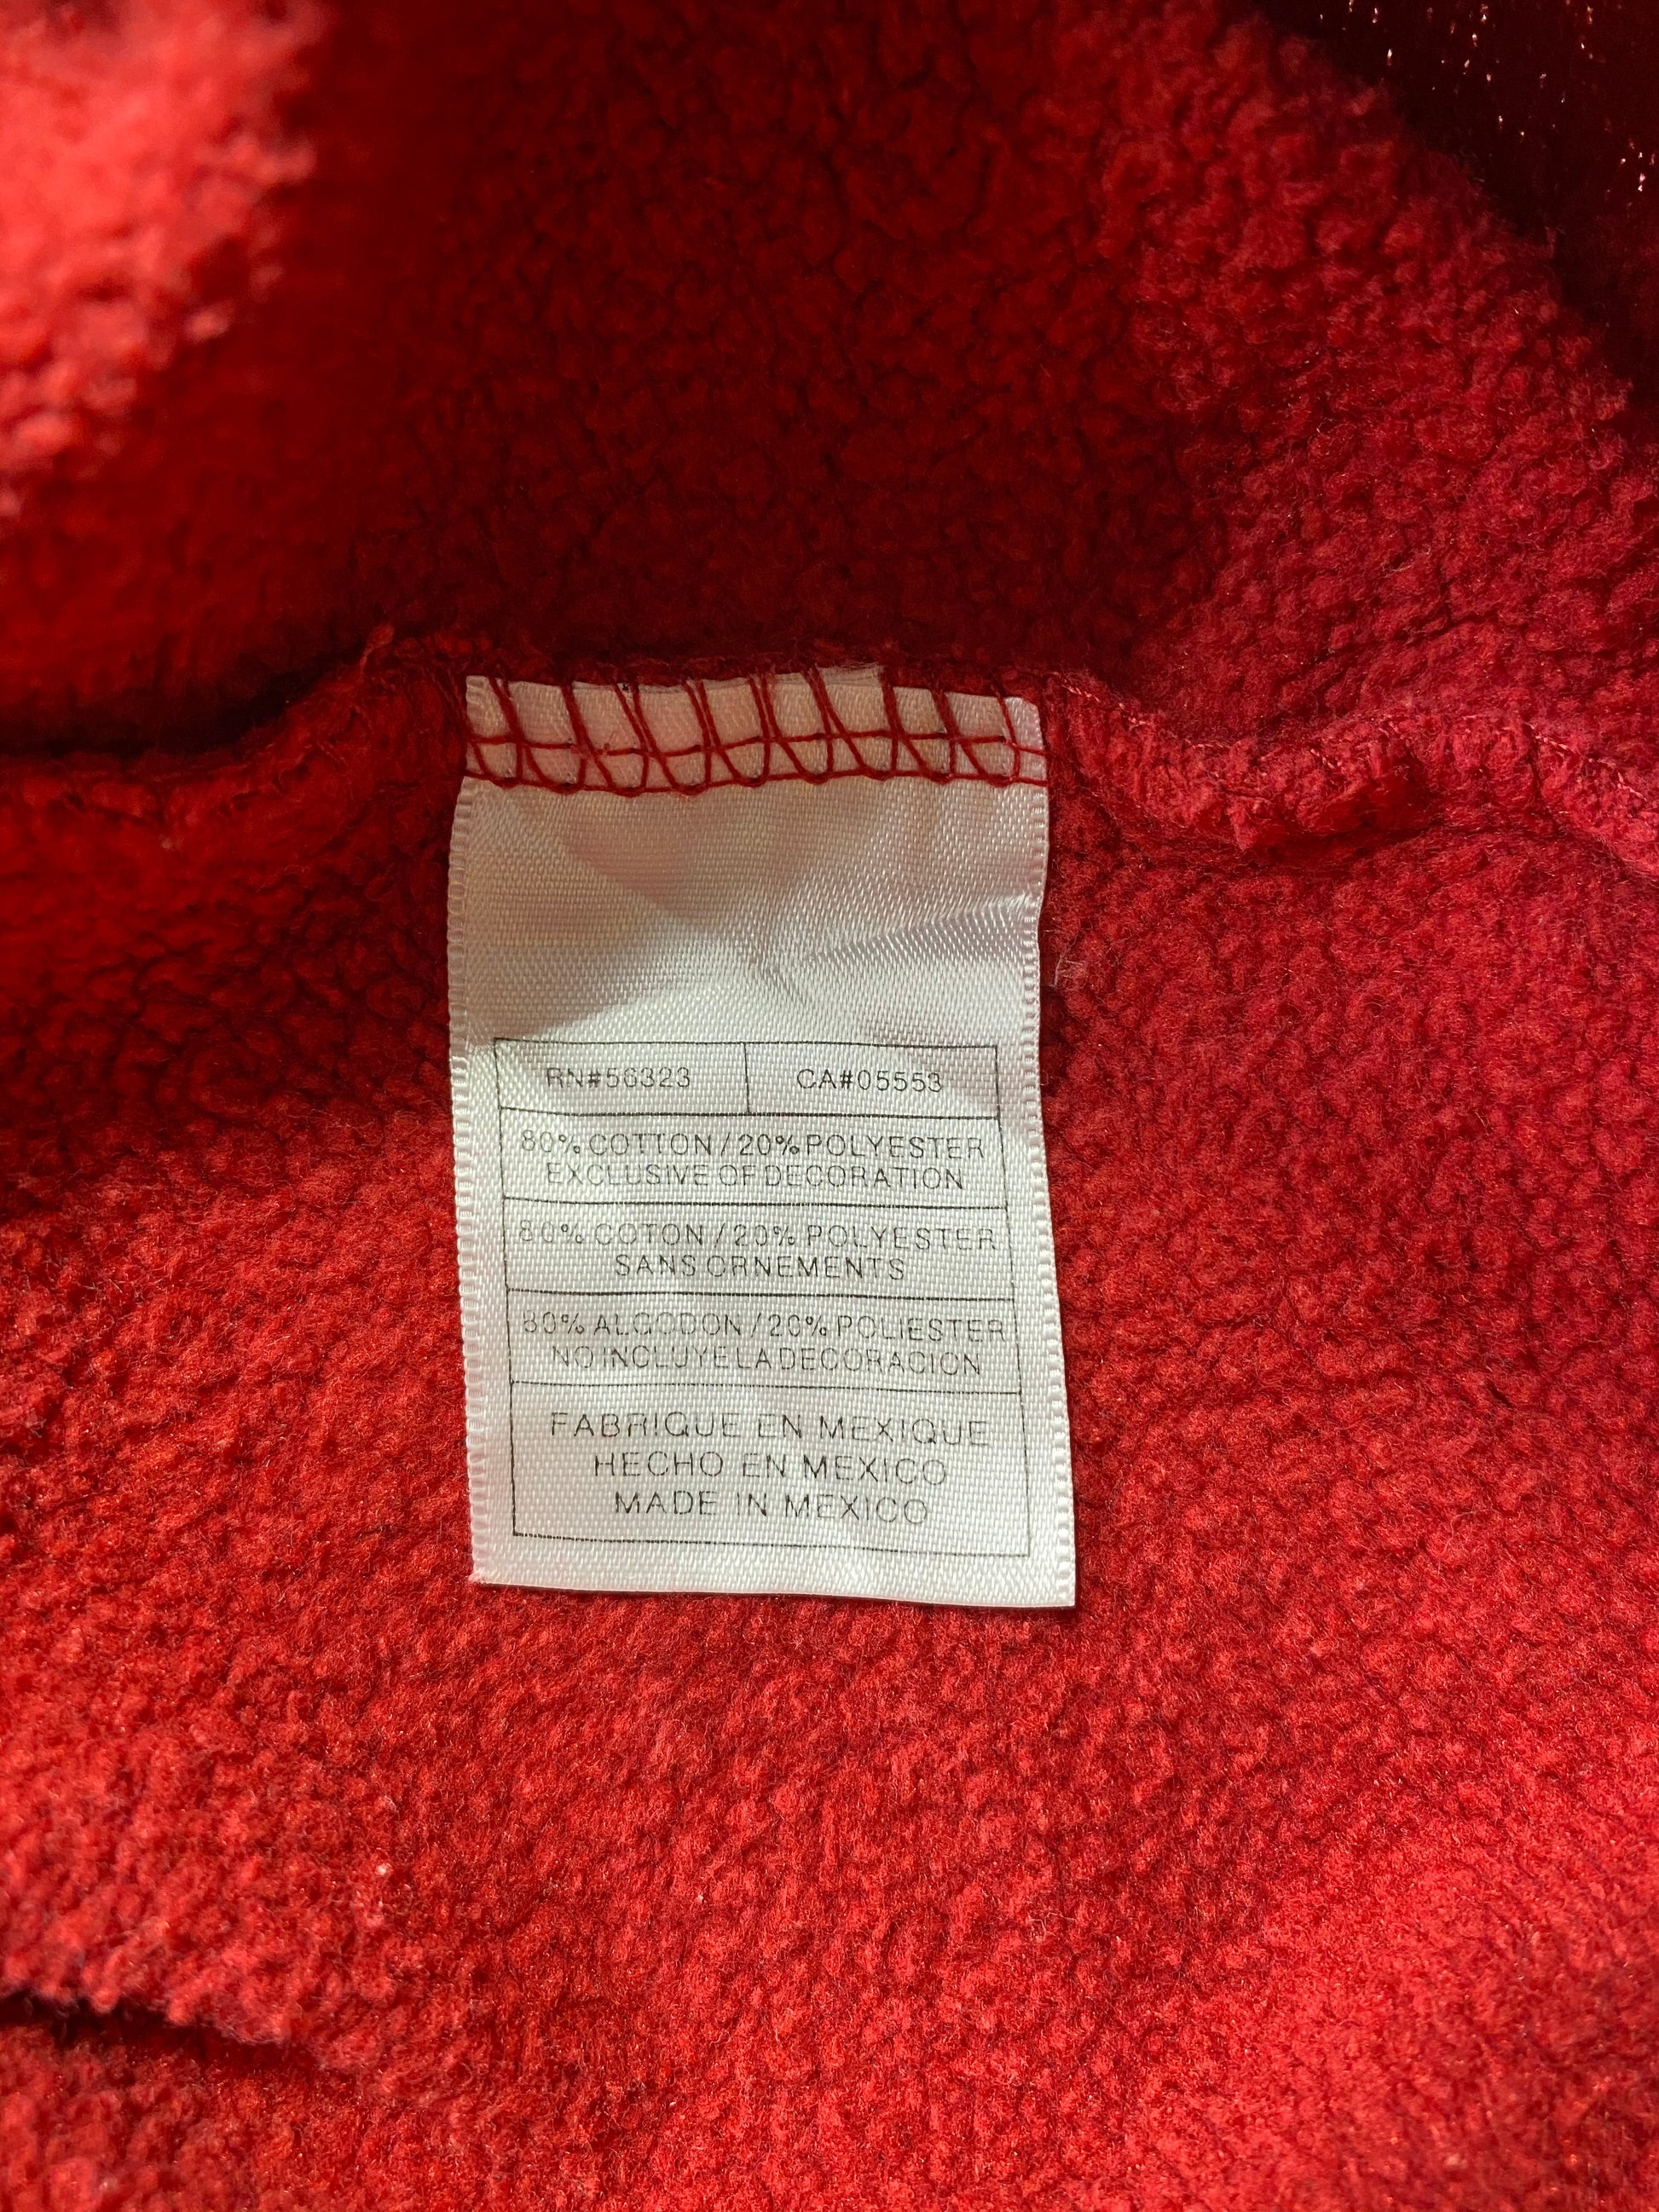 RN#56323 CA#05553
80% COTTON / 20% POLYESTER
EXCLUSIVE OF DECORATION
80% COTON / 20% POLYESTER
SANS ORNEMENTS
80% ALGODON / 20% POLIESTER
NO INCLUYE LA DECORACION
FABRIQUE EN MEXIQUE
HECHO EN MEXICO
MADE IN MEXICO